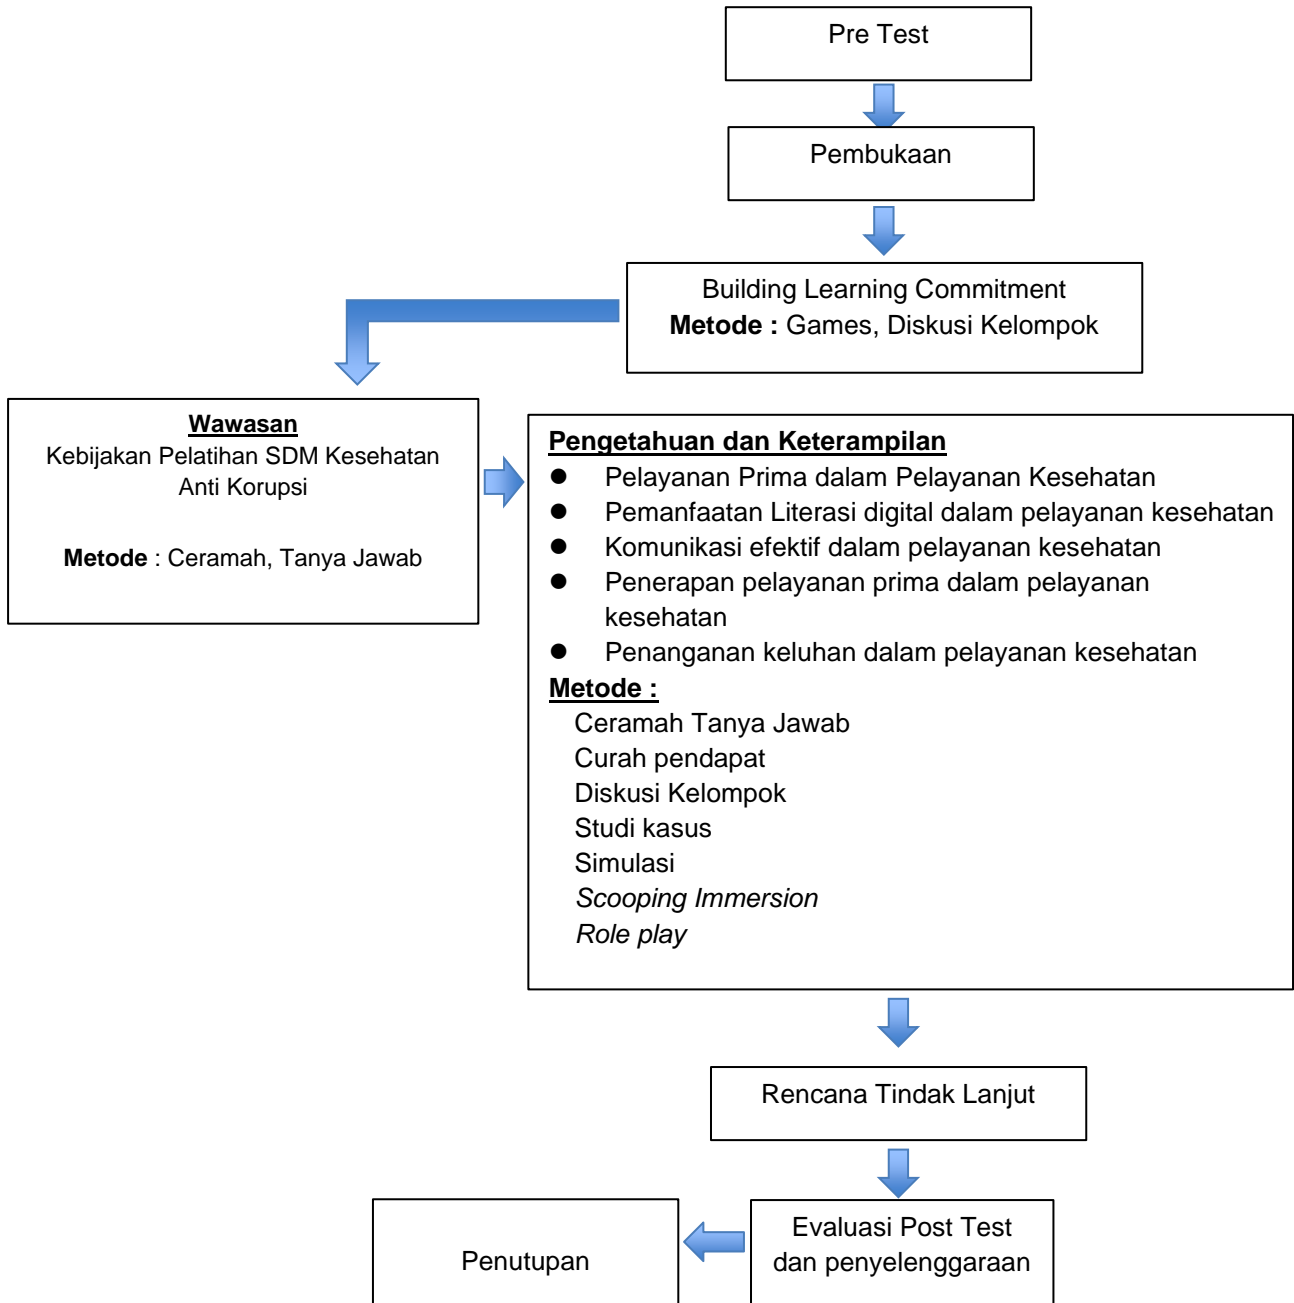 Pre Test
Pembukaan
Building Learning Commitment
Metode : Games, Diskusi Kelompok
Wawasan
Kebijakan Pelatihan SDM Kesehatan
Anti Korupsi
Metode : Ceramah, Tanya Jawab
Pengetahuan dan Keterampilan
● Pelayanan Prima dalam Pelayanan Kesehatan
● Pemanfaatan Literasi digital dalam pelayanan kesehatan
● Komunikasi efektif dalam pelayanan kesehatan
● Penerapan pelayanan prima dalam pelayanan
kesehatan
● Penanganan keluhan dalam pelayanan kesehatan
Metode :
Ceramah Tanya Jawab
Curah pendapat
Diskusi Kelompok
Studi kasus
Simulasi
Scooping Immersion
Role play
Rencana Tindak Lanjut
Evaluasi Post Test
dan penyelenggaraan
Penutupan